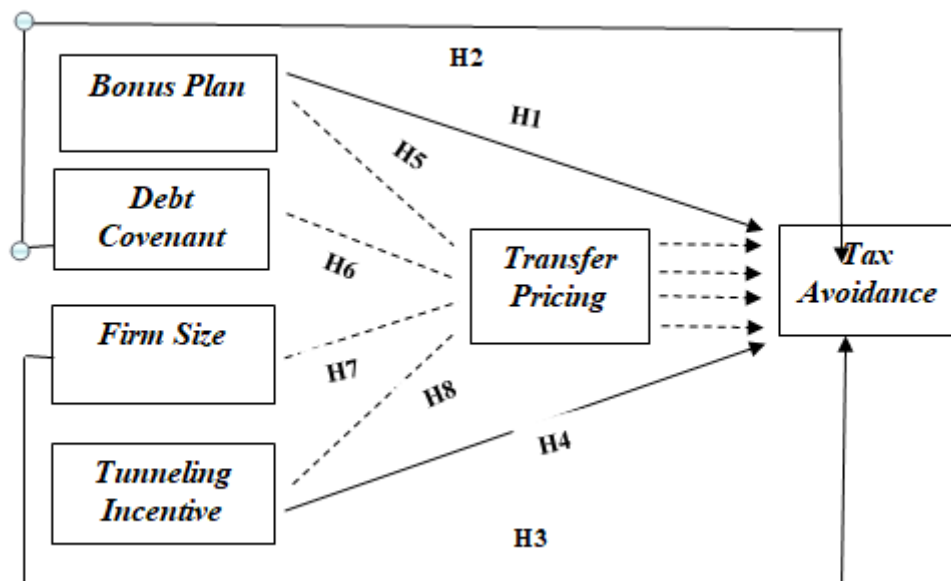 H2
Bonus Plan
H1
H5
Debt
Covenant
H6
Transfer
Pricing
Tax
Avoidance
Firm Size
H7
H8
Tunneling
Incentive
H4
H3